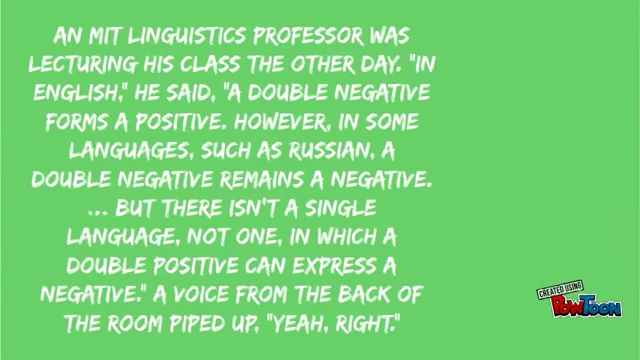 AN MIT LINGUISTICS PROFESSOR WAS
LECTURING HIS CLASS THE OTHER DAY. "IN
ENGLISH," HE SAID, "A DOUBLE NEGATIVE
FORMS A POSITIVE. HOWEVER, IN SOME
LANGUAGES, SUCH AS RUSSIAN, A
DOUBLE NEGATIVE REMAINS A NEGATIVE.
... BUT THERE ISN'T A SINGLE
LANGUAGE, NOT ONE, IN WHICH A
DOUBLE POSITIVE CAN EXPRESS A
NEGATIVE." A VOICE FROM THE BACK OF
THE ROOM PIPED UP, "YEAH, RIGHT."
CREATED USING
POWTOON